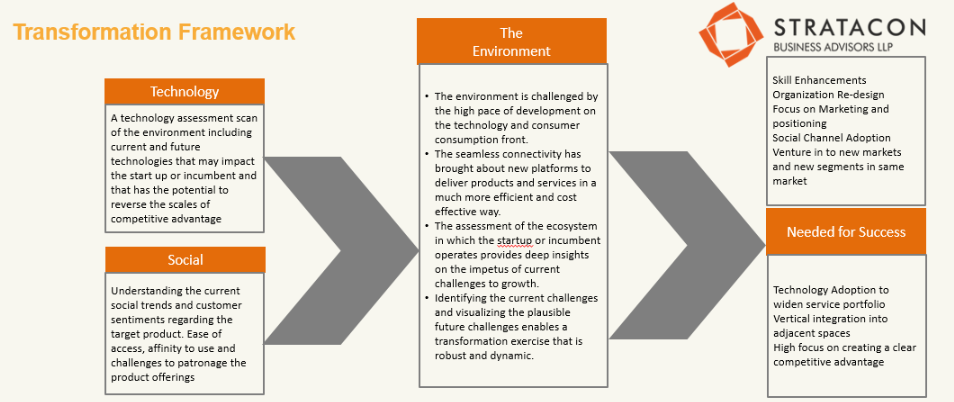 Transformation Framework
STRATACON
BUSINESS ADVISORS LLP
Technology
A technology assessment scan
of the environment including
current and future
technologies that may impact
the start up or incumbent and
that has the potential to
reverse the scales of
competitive advantage
Social
Understanding the current
social trends and customer
sentiments regarding the
target product. Ease of
access, affinity to use and
challenges to patronage the
product offerings
The
Environment
• The environment is challenged by
the high pace of development on
the technology and consumer
consumption front.
• The seamless connectivity has
brought about new platforms to
deliver products and services in a
much more efficient and cost
effective way.
• The assessment of the ecosystem
in which the startup or incumbent
operates provides deep insights
on the impetus of current
challenges to growth.
• Identifying the current challenges
and visualizing the plausible
future challenges enables a
transformation exercise that is
robust and dynamic.
Skill Enhancements
Organization Re-design
Focus on Marketing and
positioning
Social Channel Adoption
Venture in to new markets
and new segments in same
market
Needed for Success
Technology Adoption to
widen service portfolio
Vertical integration into
adjacent spaces
High focus on creating a clear
competitive advantage